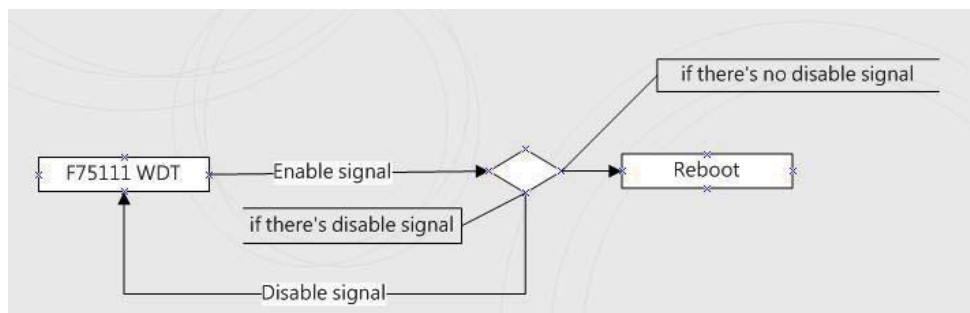 if there's no disable signal
F75111 WDT
Enable signal
Reboot
if there's disable signal
Disable signal